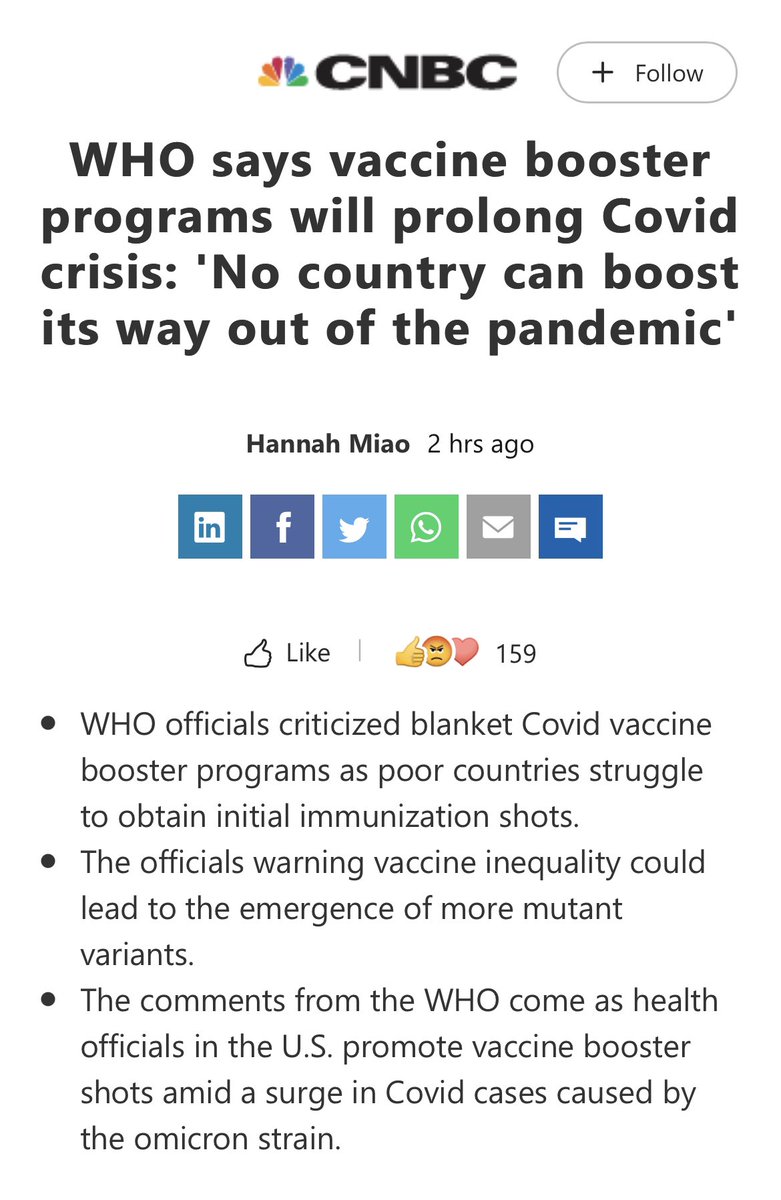 CNBC
+ Follow
WHO says vaccine booster
programs will prolong Covid
crisis: 'No country can boost
its way out of the pandemic'
Hannah Miao 2 hrs ago
in f
Like | 159
• WHO officials criticized blanket Covid vaccine
booster programs as poor countries struggle
to obtain initial immunization shots.
• The officials warning vaccine inequality could
lead to the emergence of more mutant
variants.
• The comments from the WHO come as health
officials in the U.S. promote vaccine booster
shots amid a surge in Covid cases caused by
the omicron strain.